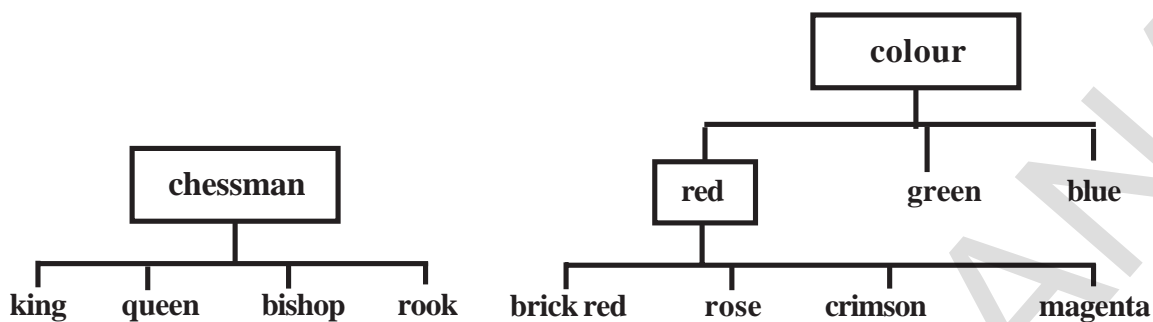 colour
chessman
red
green
blue
king queen bishop rook
brick red rose crimson magenta